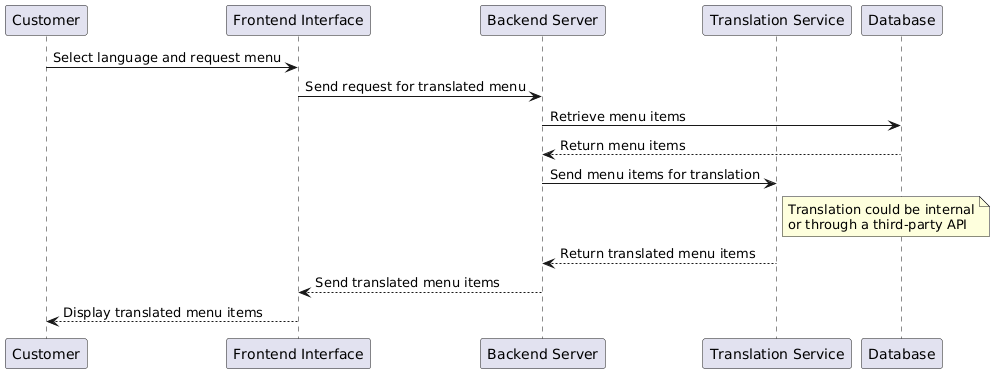 Customer
Frontend Interface
Backend Server
Translation Service
Database
Select language and request menu
Send request for translated menu
Retrieve menu items
Return menu items
Send menu items for translation
Translation could be internal
or through a third-party API
Return translated menu items
Send translated menu items
Display translated menu items
Customer
Frontend Interface
Backend Server
Translation Service
Database